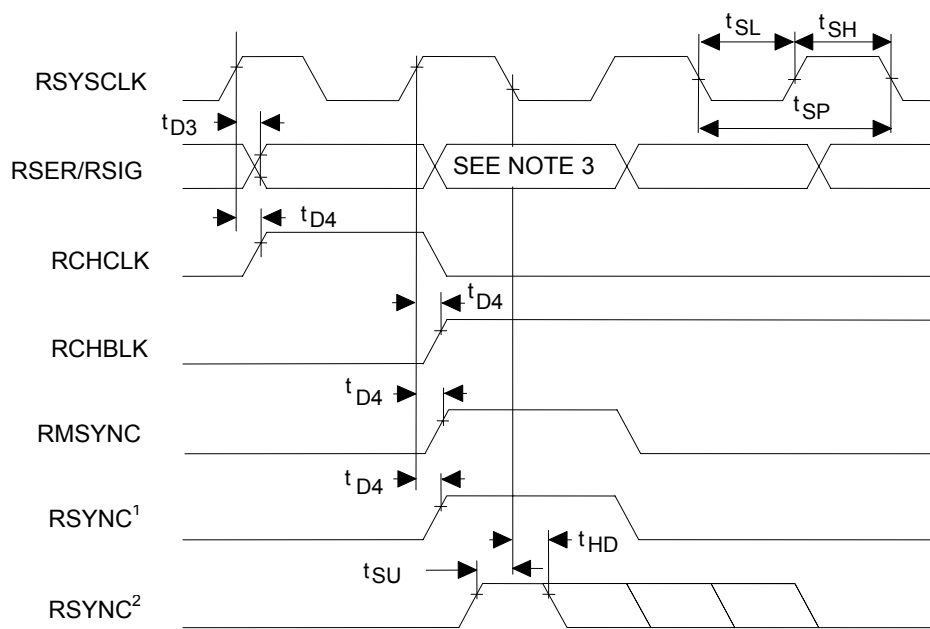 tSL
tSH
RSYSCLK
tSP
tD3
RSER/RSIG
SEE NOTE 3
tD4
RCHCLK
tD4
RCHBLK
tD4
RMSYNC
tD4
RSYNC¹
tHD
tSU
RSYNC²